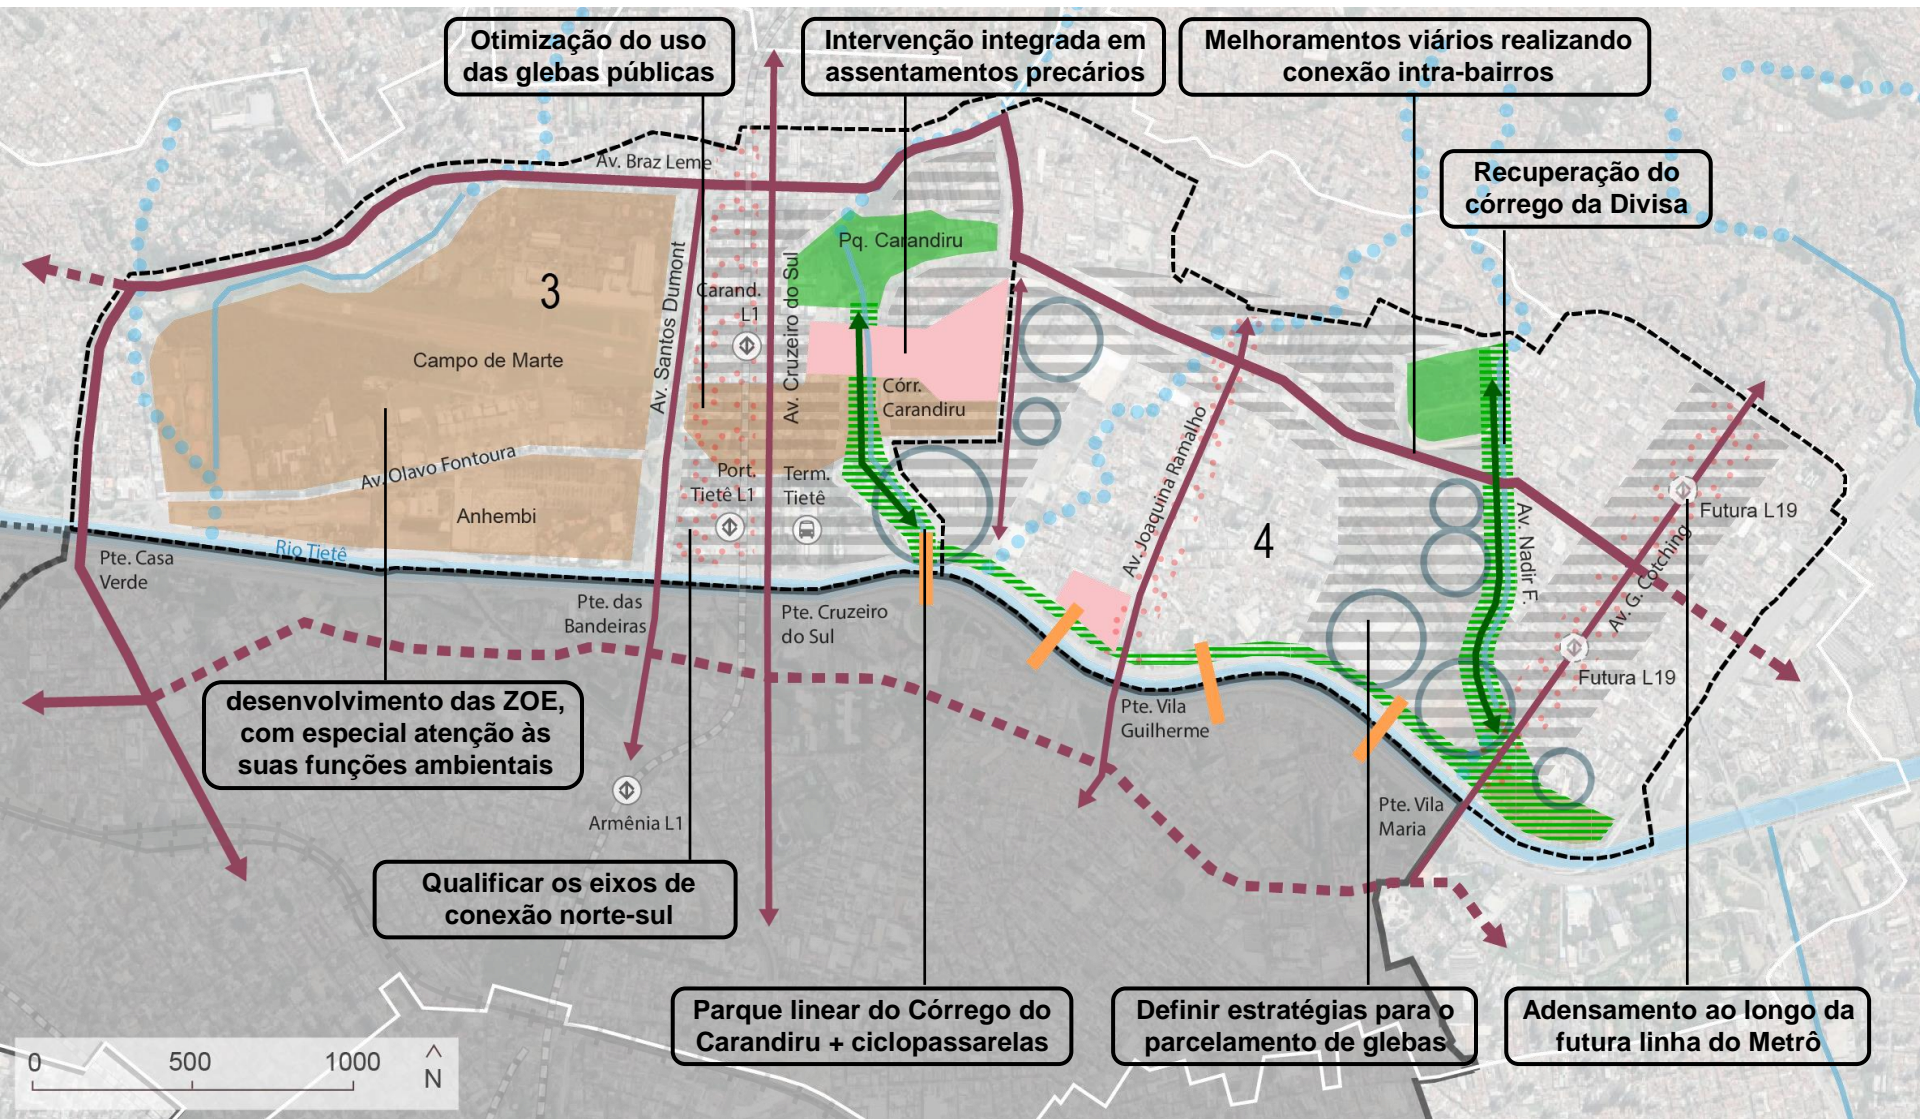 Otimização do uso
das glebas públicas
Intervenção integrada em
assentamentos precários
Melhoramentos viários realizando
conexão intra-bairros
Recuperação do
córrego da Divisa
Av. Braz Leme
Pq. Carandiru
3
Av. Santos Dumont
Carand.
L1
Av. Cruzeiro do Sul
Campo de Marte
Córr.
Carandiru
Av. Joaquina Ramalho
Av. Olavo Fontoura
Port.
Tietê L1
Term.
Tietê
Anhembi
4
Futura L19
Av. Nadir F.
Av. G. Cotching
Rio Tietê
Pte. Casa
Verde
Pte. das
Bandeiras
Pte. Cruzeiro
do Sul
Futura L19
Pte. Vila
Guilherme
desenvolvimento das ZOE,
com especial atenção às
suas funções ambientais
Armênia L1
Pte. Vila
Maria
Qualificar os eixos de
conexão norte-sul
Parque linear do Córrego do
Carandiru + ciclopassarelas
Definir estratégias para o
parcelamento de glebas
Adensamento ao longo da
futura linha do Metrô
0 500 1000 N